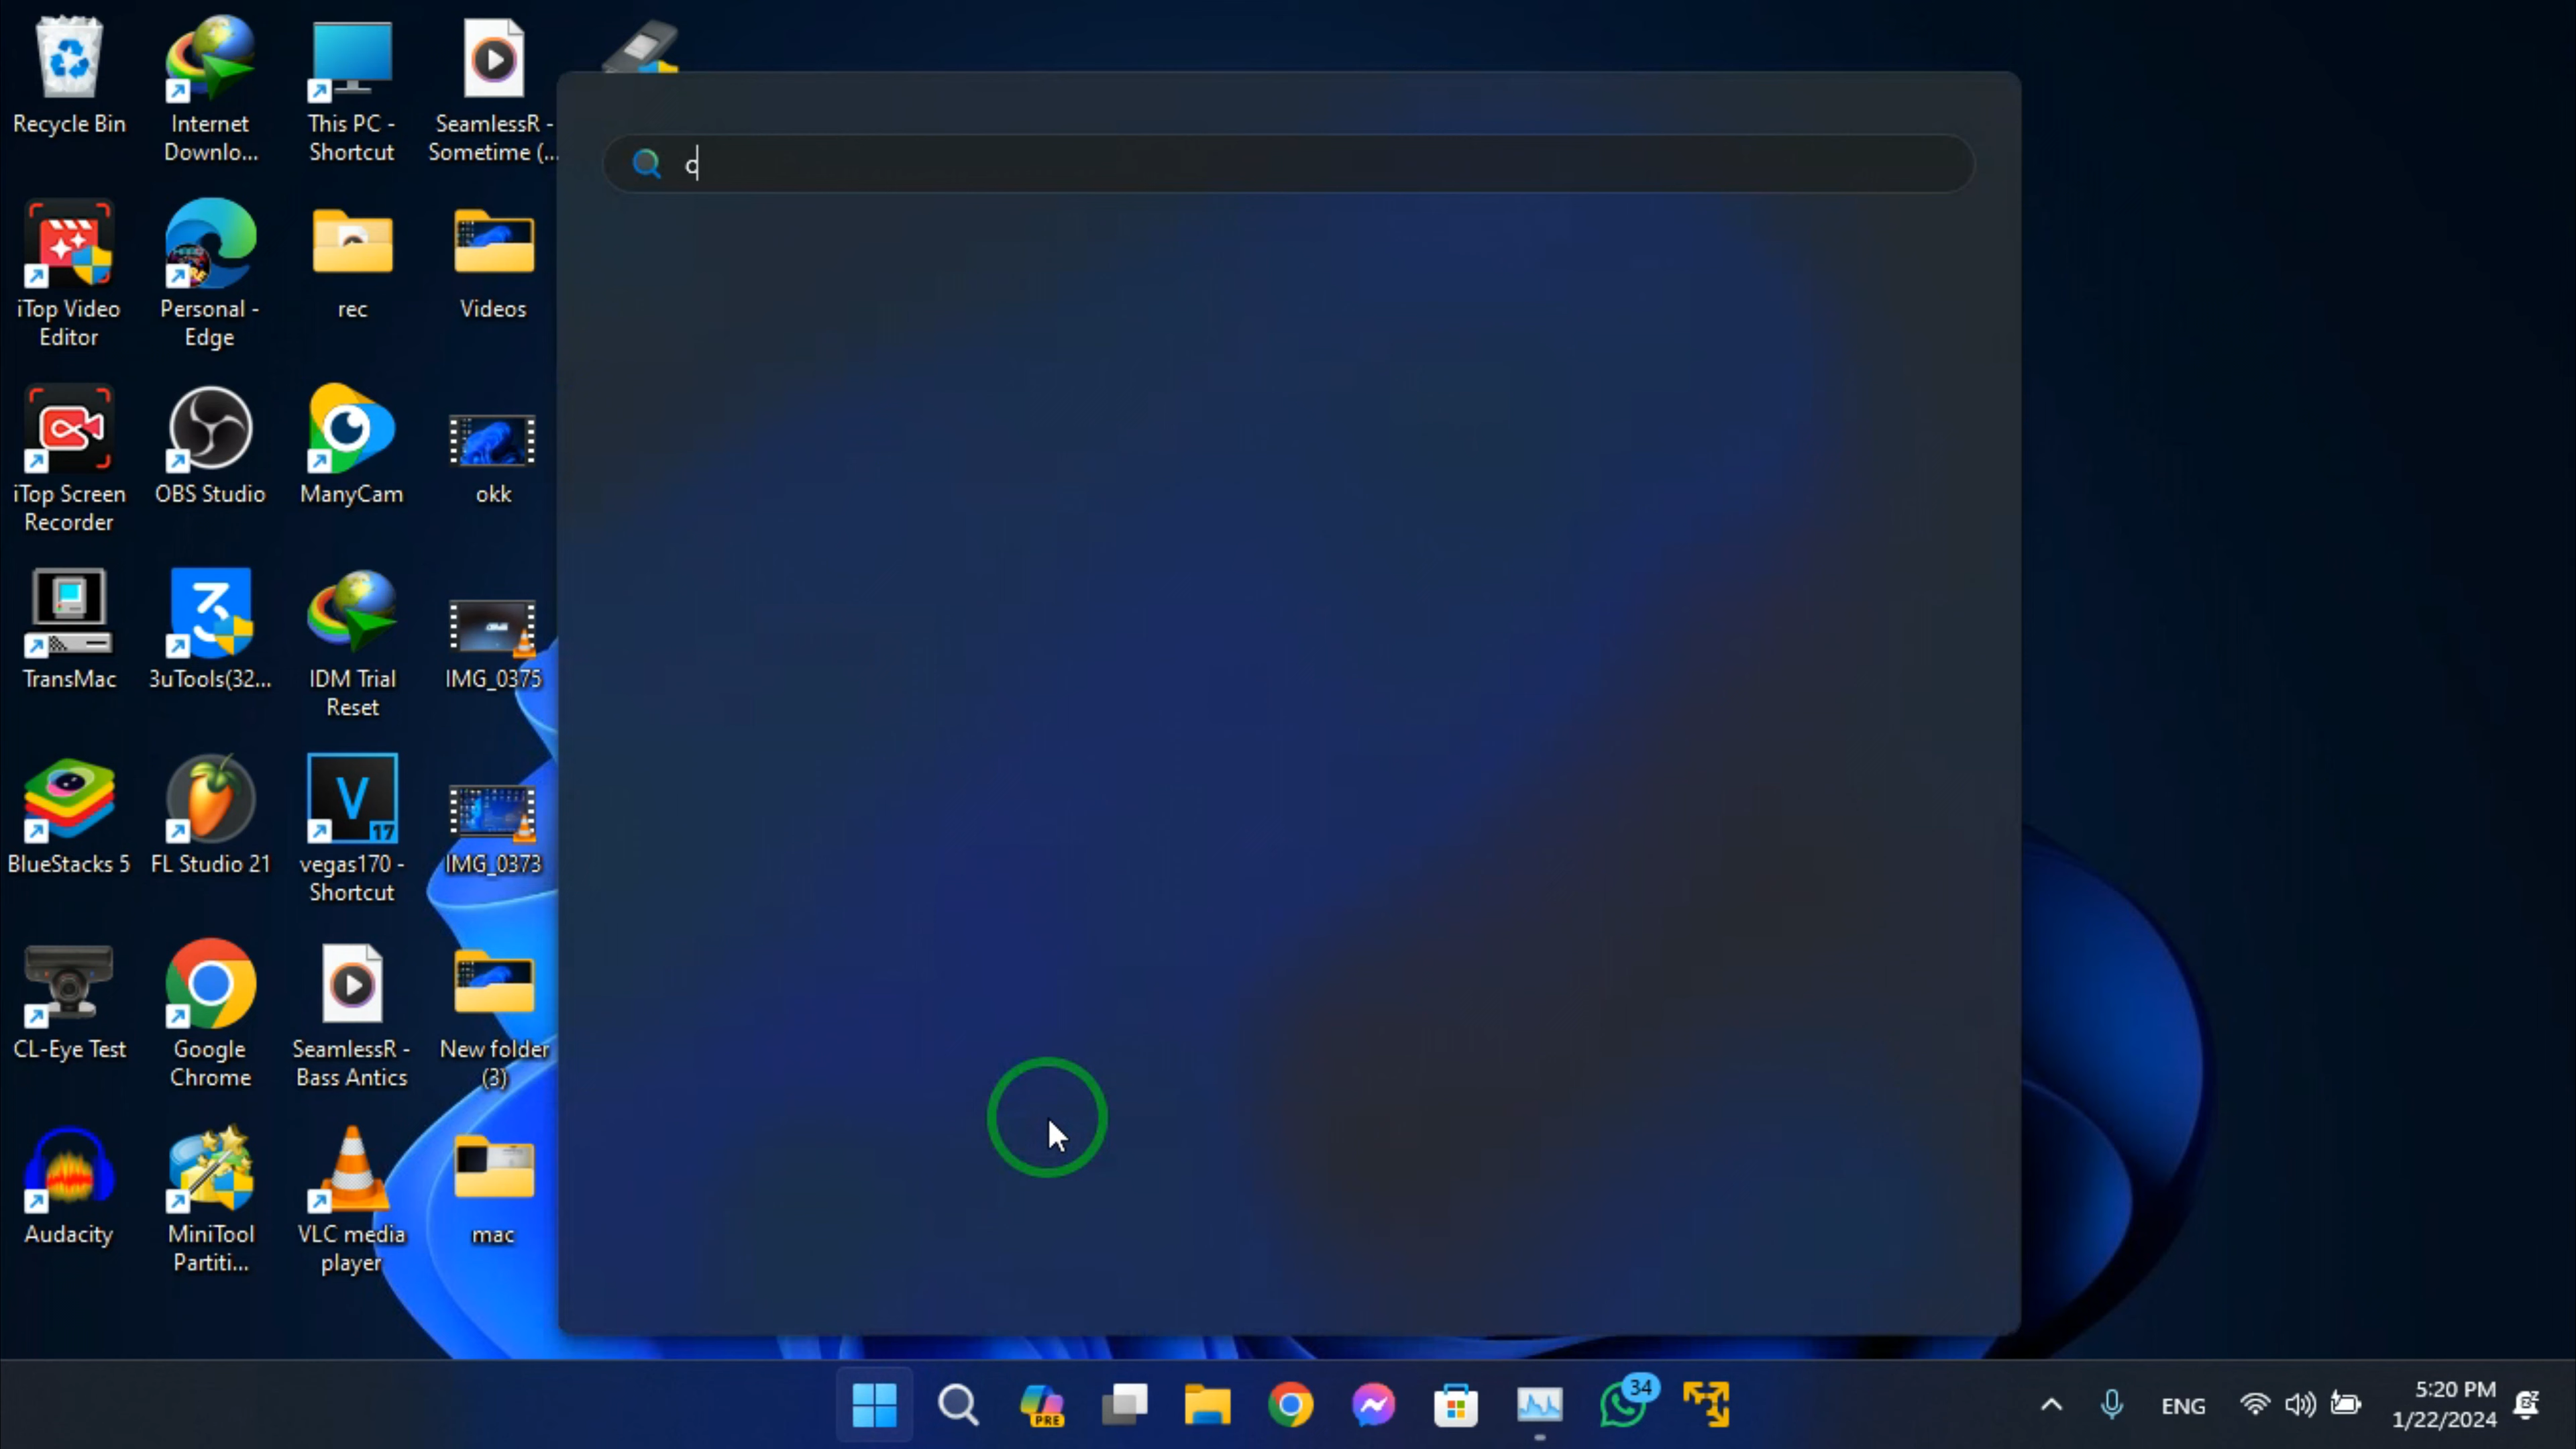 Recycle Bin
Internet
Downlo...
This PC -
Shortcut
SeamlessR -
Sometime (...
c
iTop Video
Editor
Personal -
Edge
rec
Videos
iTop Screen
Recorder
OBS Studio
ManyCam
okk
TransMac
3uTools(32...
IDM Trial
Reset
IMG_0375
BlueStacks 5
FL Studio 21
V
17
vegas170 -
Shortcut
IMG_0373
CL-Eye Test
Google
Chrome
SeamlessR -
Bass Antics
New folder
(3)
Audacity
MiniTool
Partiti...
VLC media
player
mac
PRE
34
ENG
5:20 PM
1/22/2024